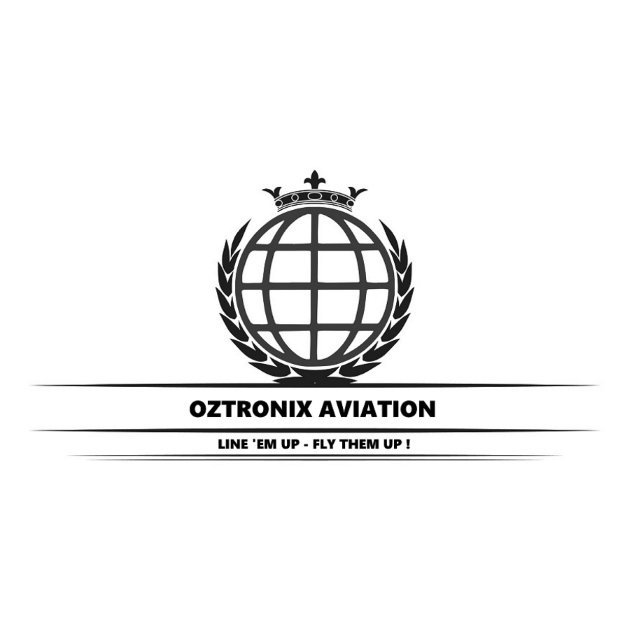 OZTRONIX AVIATION
LINE 'EM UP - FLY THEM UP !